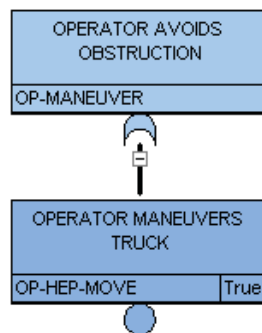 OPERATOR AVOIDS
OBSTRUCTION
OP-MANEUVER
OPERATOR MANEUVERS
TRUCK
OP-HEP-MOVE True